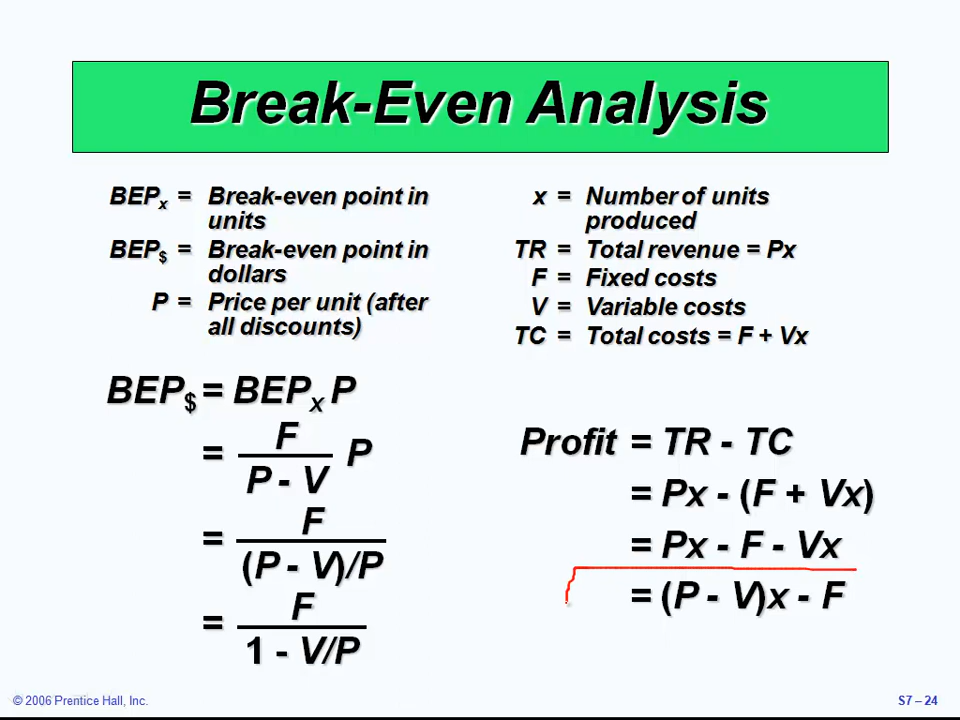 Break-Even Analysis
BEPx = Break-even point in
units
BEP$ = Break-even point in
dollars
P = Price per unit (after
all discounts)
x = Number of units
produced
TR = Total revenue = Px
F = Fixed costs
V = Variable costs
TC = Total costs = F + Vx
BEP$ = BEPx P
= F / P - V P
= F / (P - V)/P
= F / 1 - V/P
Profit = TR - TC
= Px - (F + Vx)
= Px - F - Vx
= (P - V)x - F
© 2006 Prentice Hall, Inc.
S7 – 24